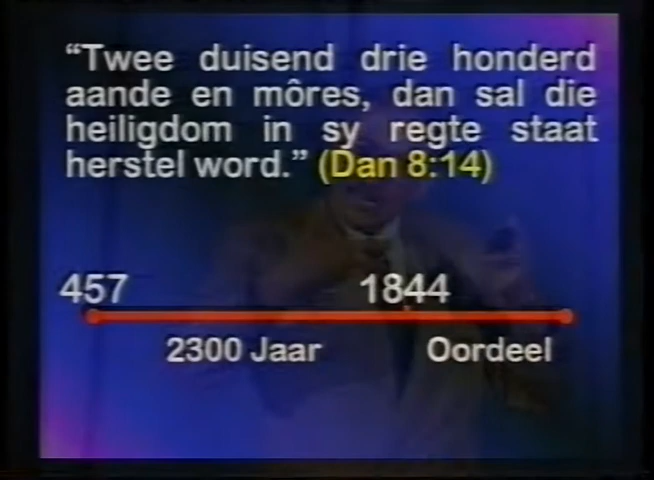 “Twee duisend drie honderd
aande en môres, dan sal die
heiligdom in sy regte staat
herstel word.” (Dan 8:14)
457 1844
2300 Jaar Oordeel